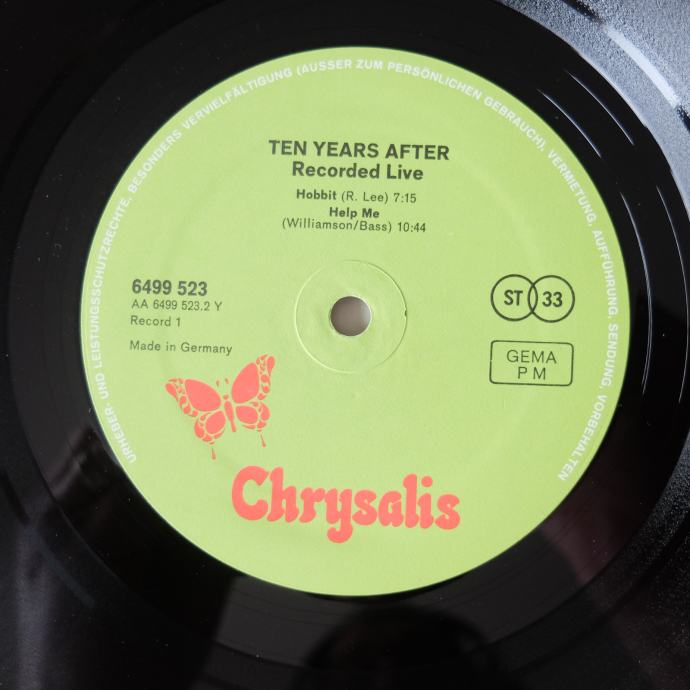 URHEBER- UND LEISTUNGSSCHUTZRECHTE, BESONDERS VERVIELFÄLTIGUNG (AUSSER ZUM PERSÖNLICHEN GEBRAUCH), VERMIETUNG, AUFFÜHRUNG, SENDUNG, VORBEHALTEN
TEN YEARS AFTER
Recorded Live
Hobbit (R. Lee) 7:15
Help Me
(Williamson/Bass) 10:44
6499 523
AA 6499 523.2 Y
Record 1
Made in Germany
ST 33
GEMA
P M
Chrysalis